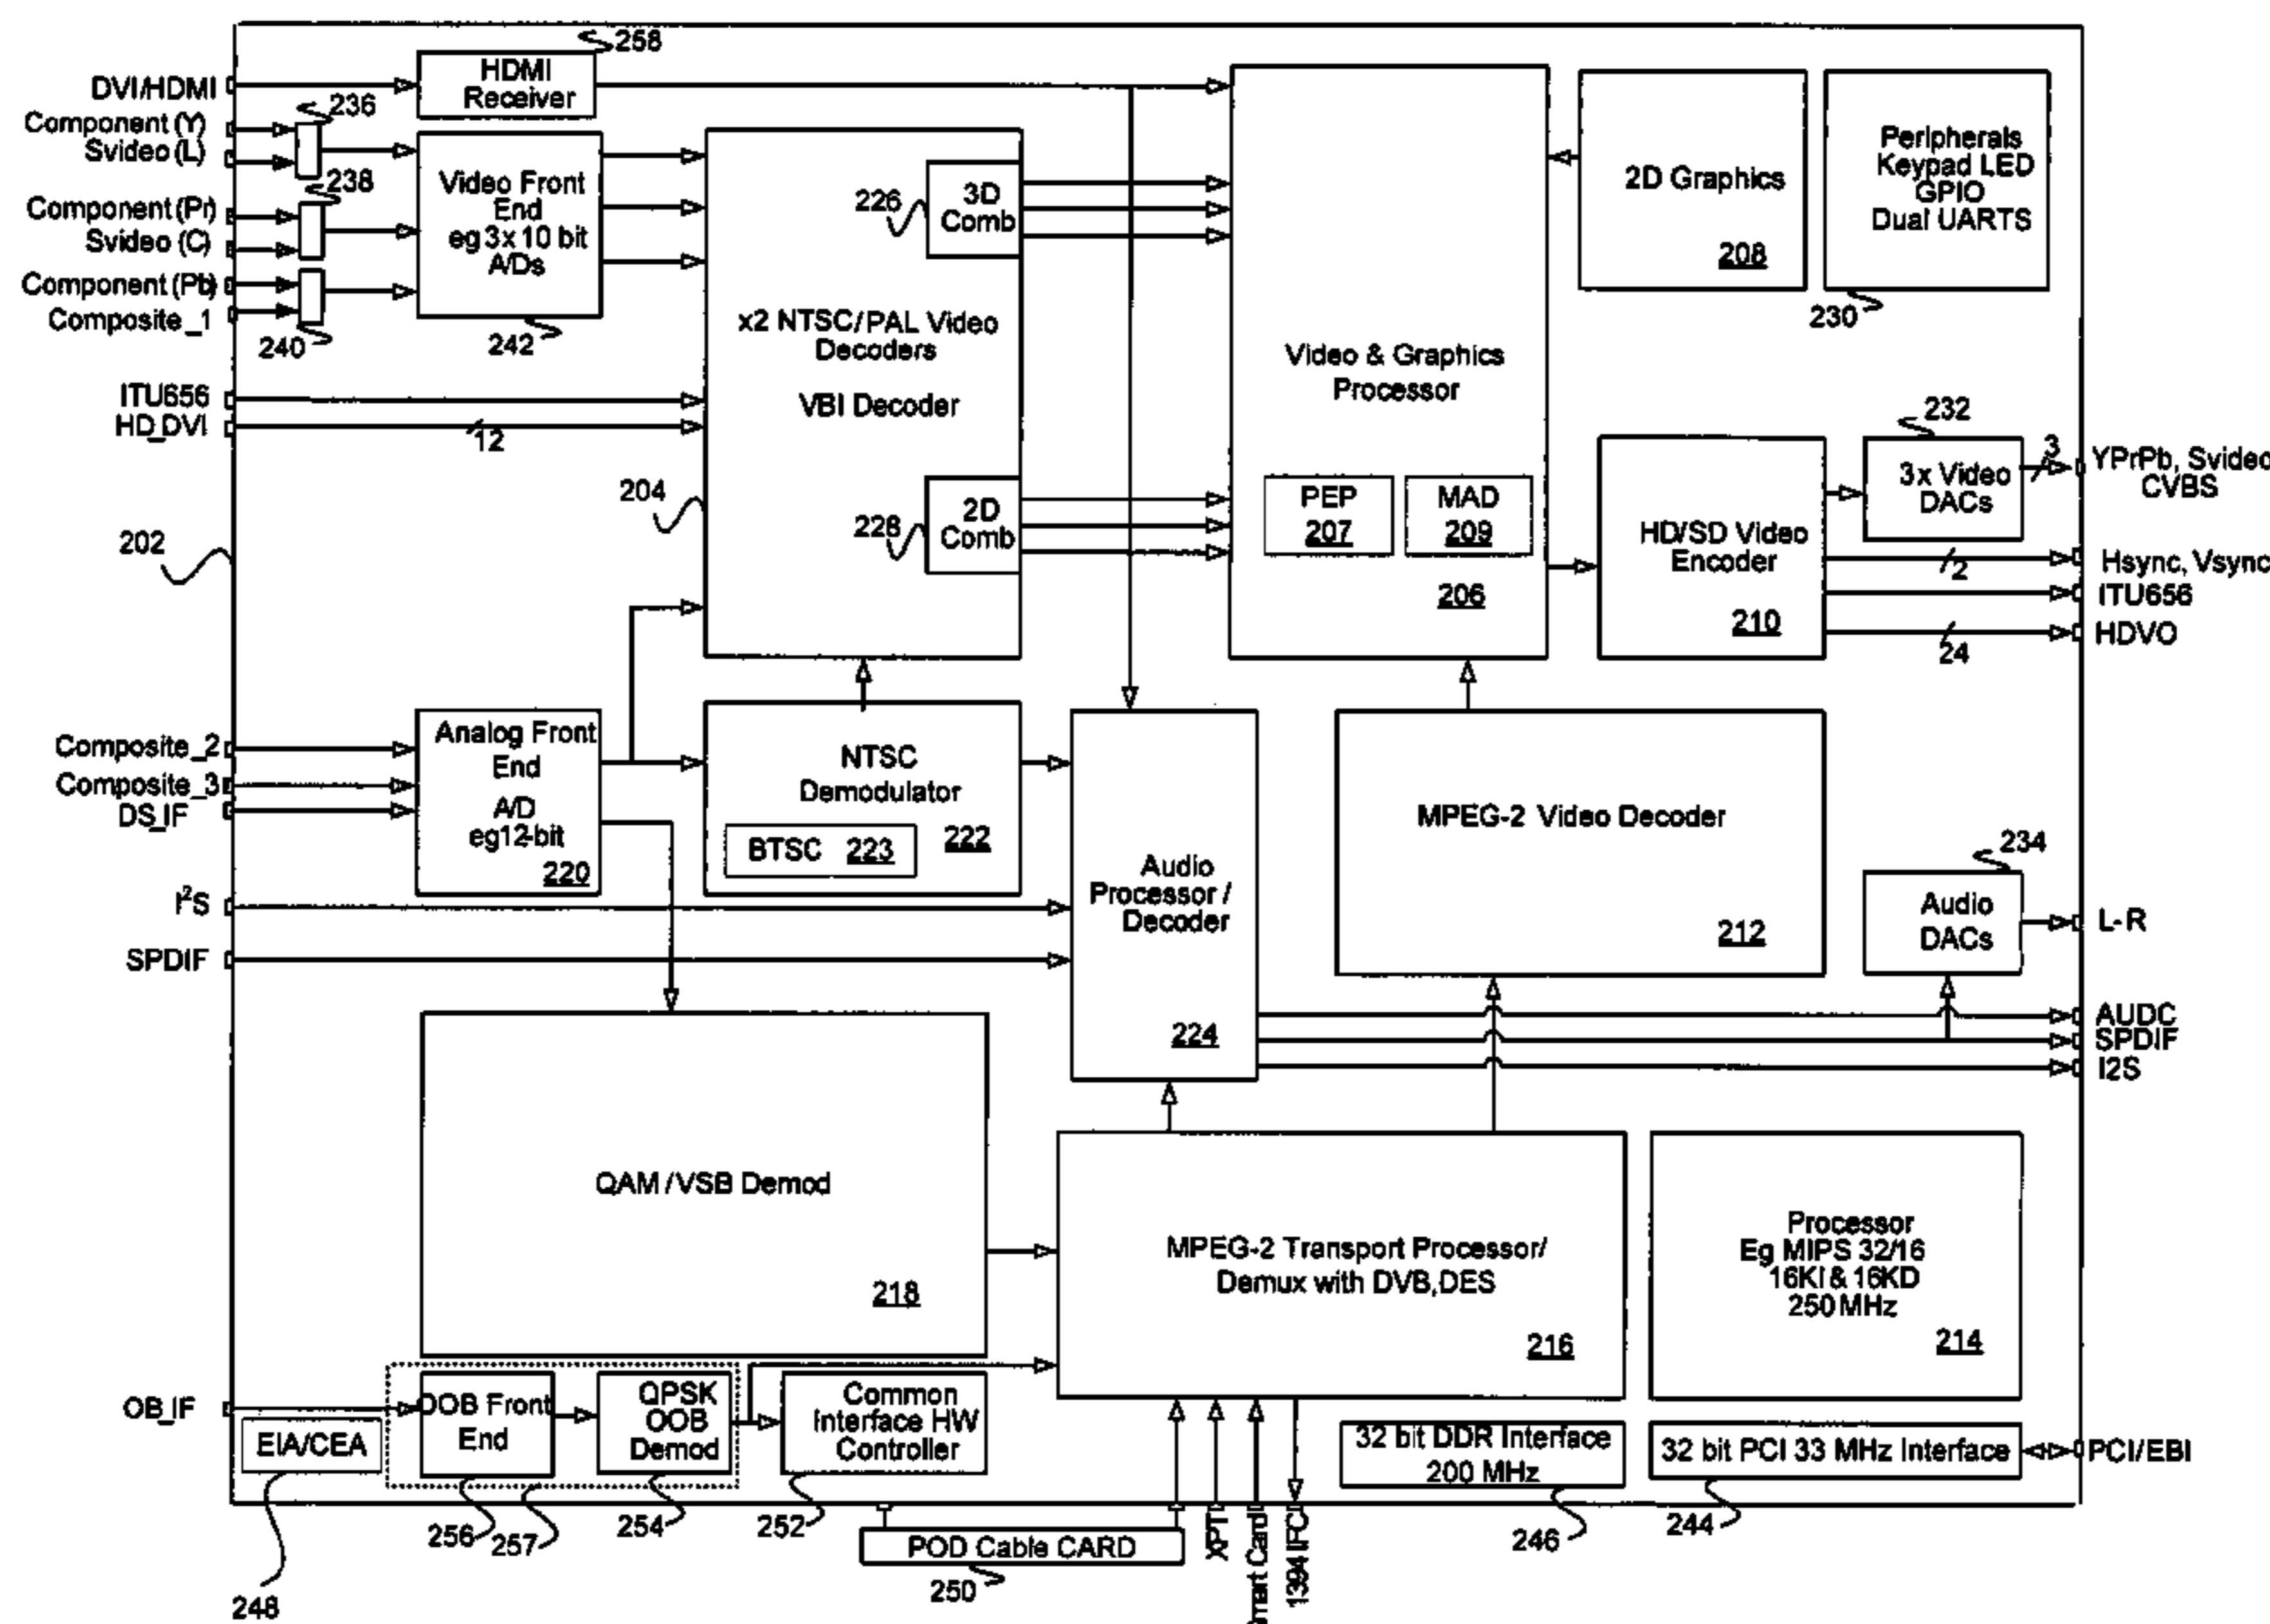 258
DVI/HDMI
HDMI
Receiver
236
Component (Y)
Svideo (L)
238
Component (Pr)
Svideo (C)
Component (Pb)
Composite_1
240
Video Front
End
eg 3x 10 bit
A/Ds
242
ITU656
HD_DVI
12
204
202
x2 NTSC/PAL Video
Decoders
VBI Decoder
226
3D
Comb
228
2D
Comb
Video & Graphics
Processor
PEP
207
MAD
209
206
2D Graphics
208
Peripherals
Keypad LED
GPIO
Dual UARTS
230
232
HD/SD Video
Encoder
210
3x Video
DACs
3
YPrPb, Svideo
CVBS
2
Hsync, Vsync
ITU656
24
HDVO
Composite_2
Composite_3
DS_IF
Analog Front
End
A/D
eg12-bit
220
NTSC
Demodulator
BTSC 223
222
I²S
SPDIF
Audio
Processor /
Decoder
224
MPEG-2 Video Decoder
212
234
Audio
DACs
L-R
AUDC
SPDIF
I2S
QAM / VSB Demod
218
MPEG-2 Transport Processor/
Demux with DVB,DES
216
Processor
Eg MIPS 32/16
16KI & 16KD
250 MHz
214
OB_IF
EIA/CEA
248
OOB Front
End
256
257
QPSK
OOB
Demod
254
Common
Interface HW
Controller
252
32 bit DDR Interface
200 MHz
246
32 bit PCI 33 MHz Interface
244
PCI/EBI
POD Cable CARD
250
XPT
Card
1394 IFC